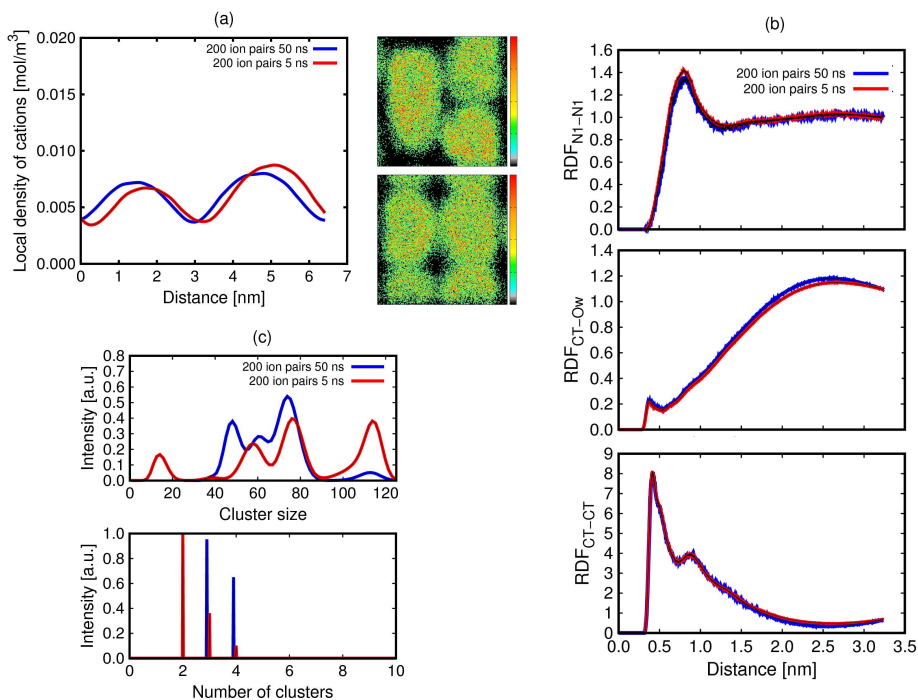 (a)
0.020
0.015
0.010
0.005
0.000
Local density of cations [mol/m³]
200 ion pairs 50 ns
200 ion pairs 5 ns
0 1 2 3 4 5 6 7
Distance [nm]
(b)
1.6
1.4
1.2
1.0
0.8
0.6
0.4
0.2
0.0
RDF_N1−N1
200 ion pairs 50 ns
200 ion pairs 5 ns
1.4
1.2
1.0
0.8
0.6
0.4
0.2
0.0
RDF_CT−Ow
9
8
7
6
5
4
3
2
1
0
RDF_CT−CT
0.0 0.5 1.0 1.5 2.0 2.5 3.0 3.5
Distance [nm]
(c)
0.8
0.7
0.6
0.5
0.4
0.3
0.2
0.1
0.0
Intensity [a.u.]
200 ion pairs 50 ns
200 ion pairs 5 ns
0 20 40 60 80 100 120
Cluster size
1.0
0.8
0.6
0.4
0.2
0.0
Intensity [a.u.]
0 2 4 6 8 10
Number of clusters